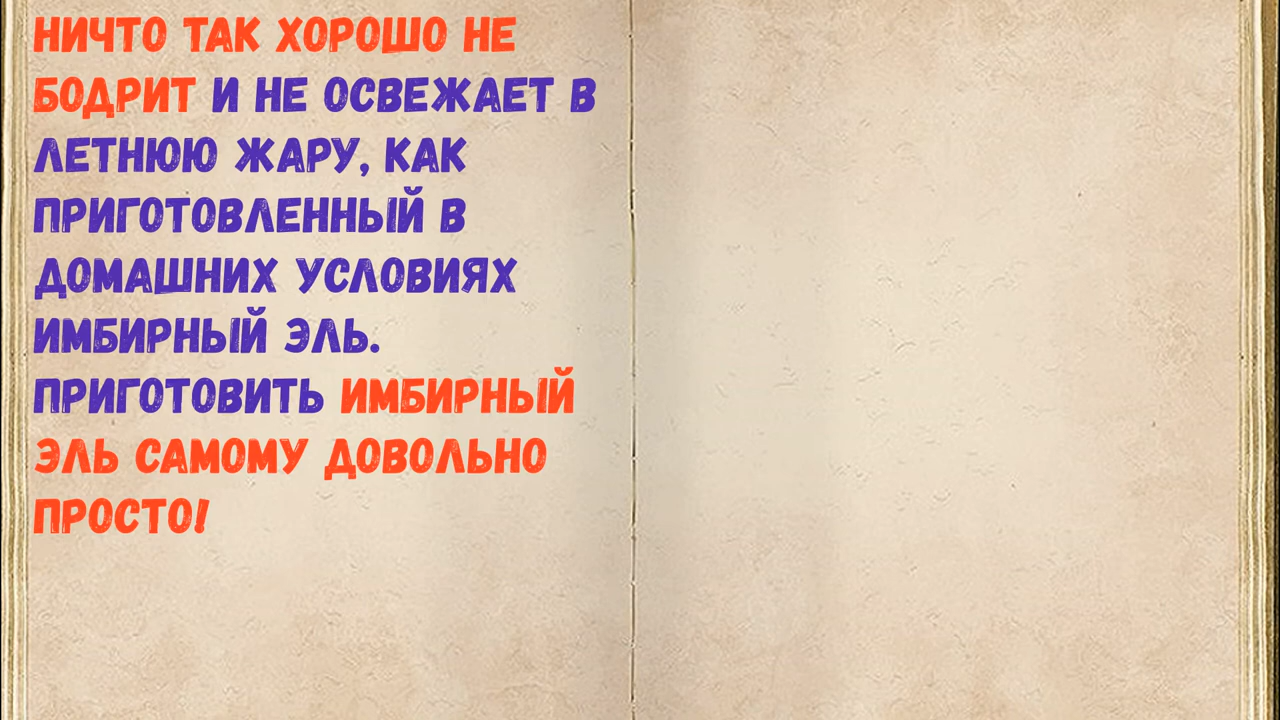 НИЧТО ТАК ХОРОШО НЕ
БОДРИТ И НЕ ОСВЕЖАЕТ В
ЛЕТНЮЮ ЖАРУ, КАК
ПРИГОТОВЛЕННЫЙ В
ДОМАШНИХ УСЛОВИЯХ
ИМБИРНЫЙ ЭЛЬ.
ПРИГОТОВИТЬ ИМБИРНЫЙ
ЭЛЬ САМОМУ ДОВОЛЬНО
ПРОСТО!